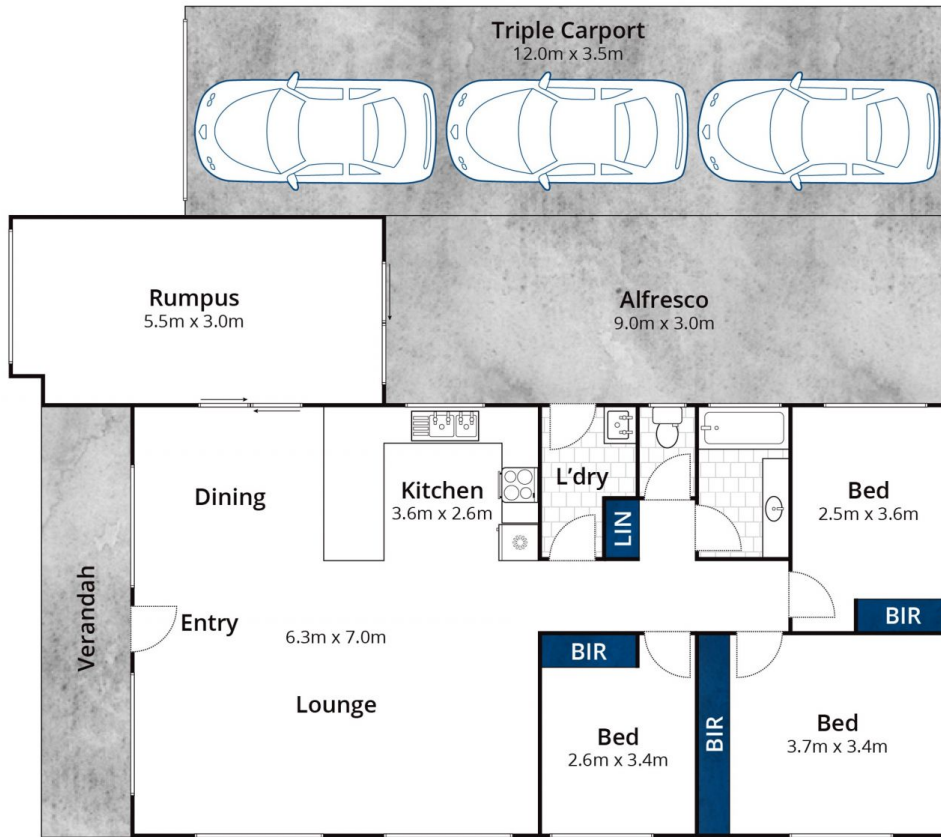 Triple Carport
12.0m x 3.5m
Rumpus
5.5m x 3.0m
Alfresco
9.0m x 3.0m
Dining
Kitchen
3.6m x 2.6m
L'dry
LIN
Bed
2.5m x 3.6m
BIR
Verandah
Entry
6.3m x 7.0m
Lounge
BIR
Bed
2.6m x 3.4m
BIR
Bed
3.7m x 3.4m